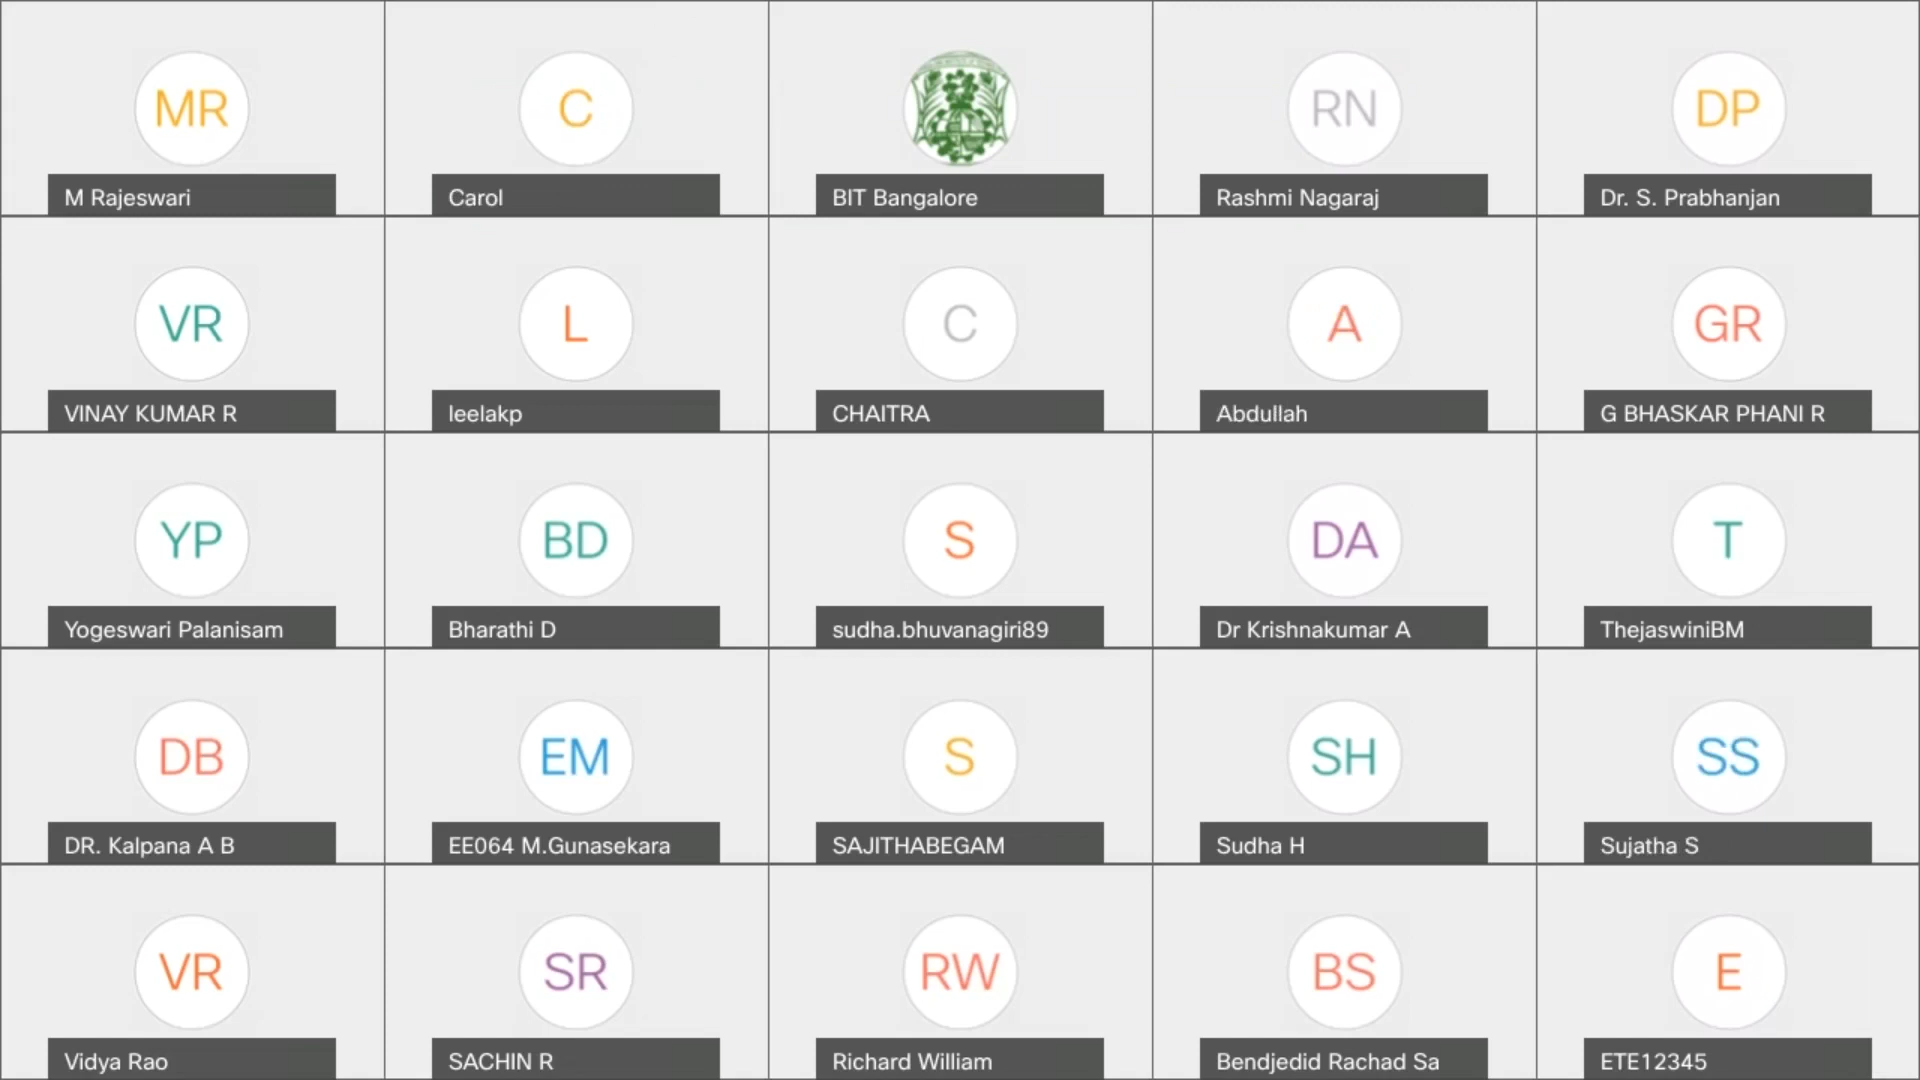 MR
C
RN
DP
M Rajeswari
Carol
BIT Bangalore
Rashmi Nagaraj
Dr. S. Prabhanjan
VR
L
C
A
GR
VINAY KUMAR R
leelakp
CHAITRA
Abdullah
G BHASKAR PHANI R
YP
BD
S
DA
T
Yogeswari Palanisam
Bharathi D
sudha.bhuvanagiri89
Dr Krishnakumar A
ThejaswiniBM
DB
EM
S
SH
SS
DR. Kalpana A B
EE064 M.Gunasekara
SAJITHABEGAM
Sudha H
Sujatha S
VR
SR
RW
BS
E
Vidya Rao
SACHIN R
Richard William
Bendjedid Rachad Sa
ETE12345